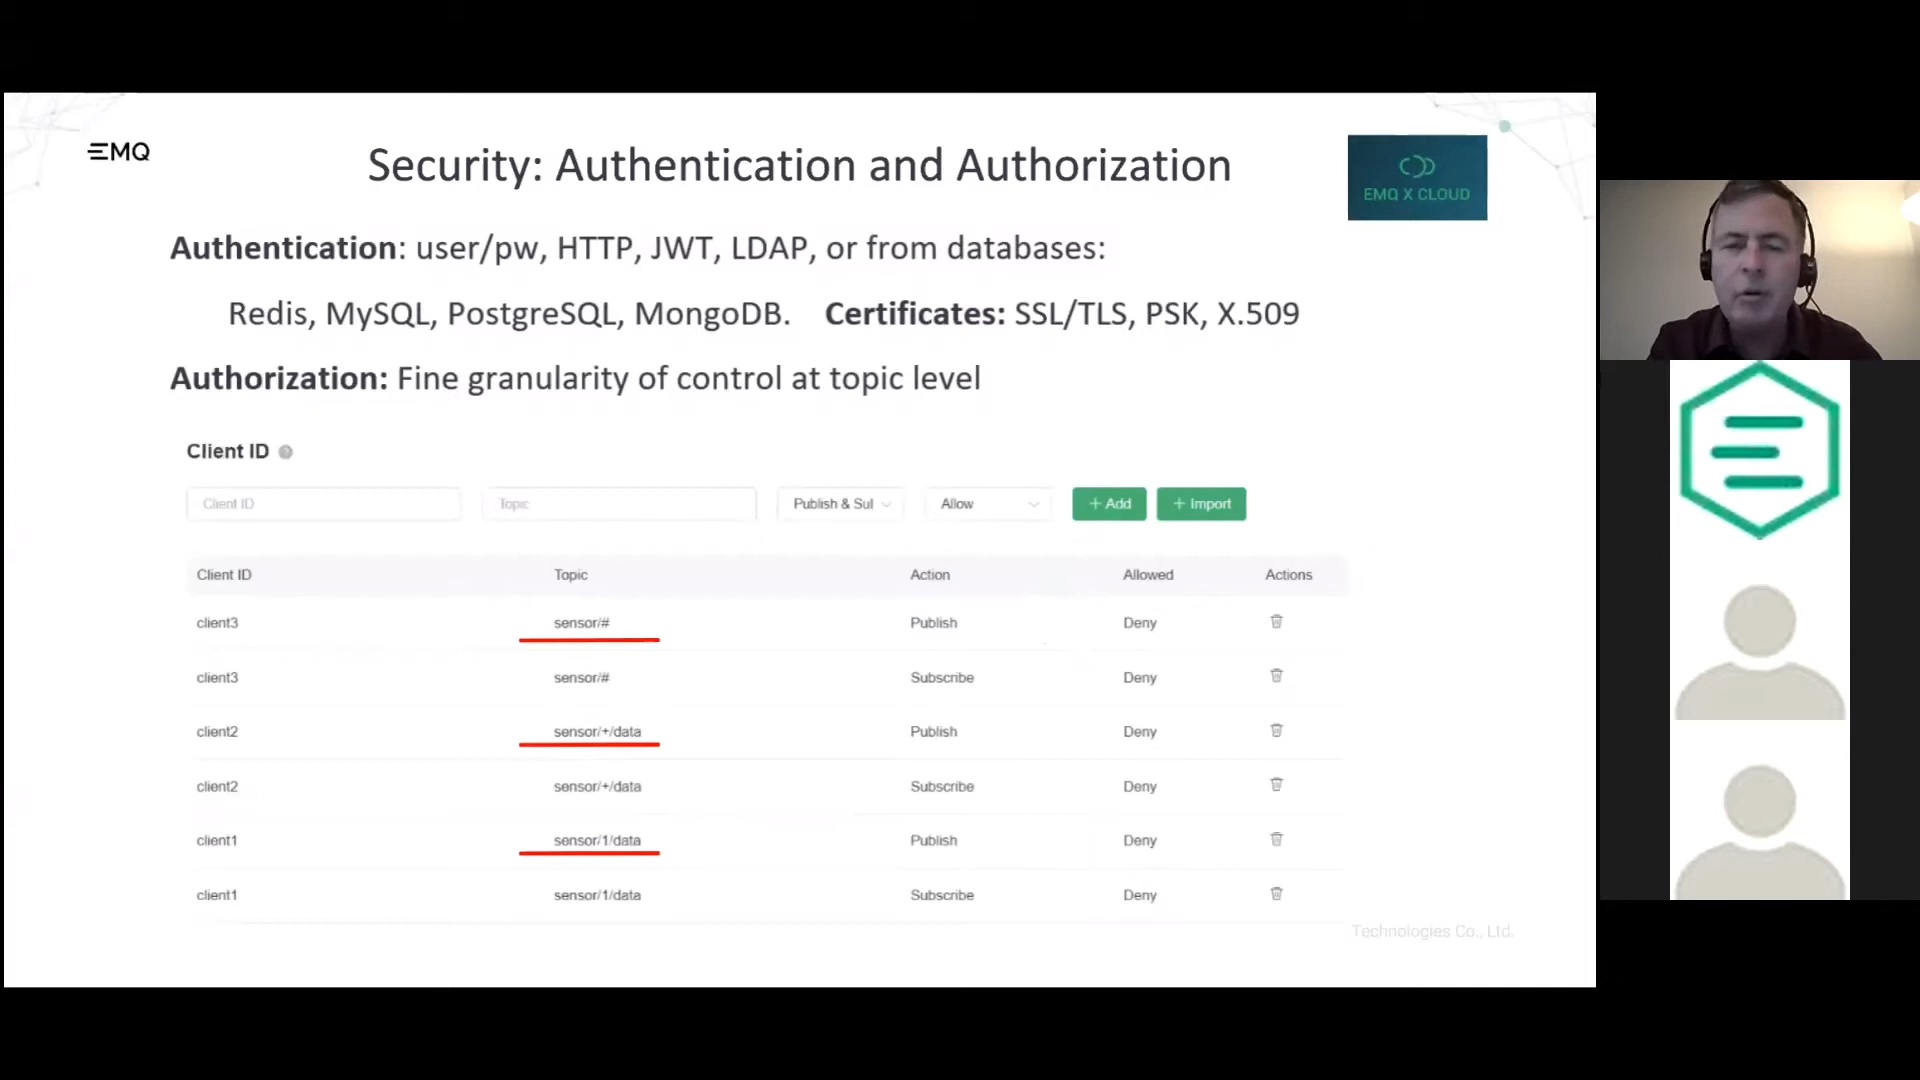 EMQ
Security: Authentication and Authorization
EMQ X CLOUD
Authentication: user/pw, HTTP, JWT, LDAP, or from databases:
Redis, MySQL, PostgreSQL, MongoDB. Certificates: SSL/TLS, PSK, X.509
Authorization: Fine granularity of control at topic level
Client ID ?
Client ID Topic Publish & Sul Allow + Add + Import
Client ID Topic Action Allowed Actions
client3 sensor/# Publish Deny
client3 sensor/# Subscribe Deny
client2 sensor/+/data Publish Deny
client2 sensor/+/data Subscribe Deny
client1 sensor/1/data Publish Deny
client1 sensor/1/data Subscribe Deny
Technologies Co., Ltd.